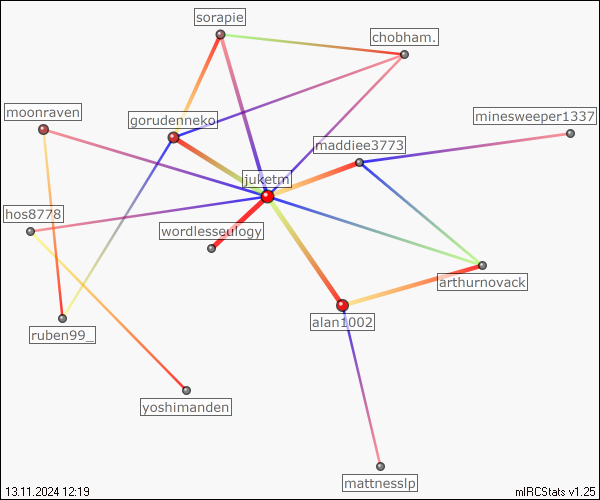 sorapie
chobham.
moonraven
gorudenneko
minesweeper1337
maddiee3773
juketm
hos8778
wordlesseulogy
arthurnovack
alan1002
ruben99_
yoshimanden
mattnesslp
13.11.2024 12:19
mIRCStats v1.25